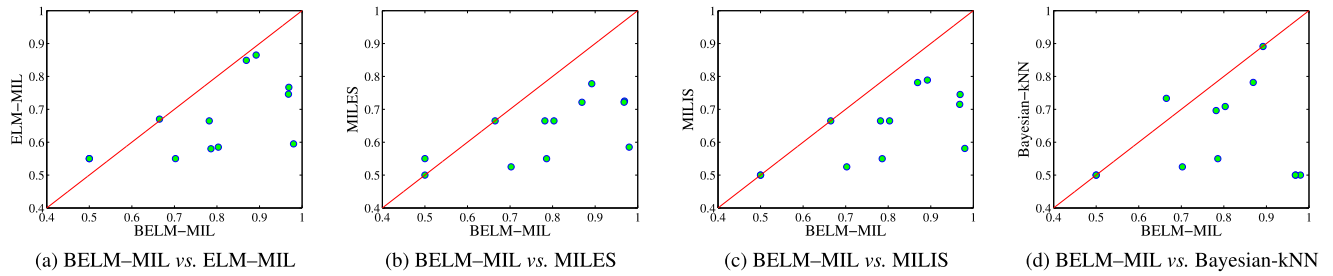 1
0.9
0.8
0.7
0.6
0.5
0.4
0.4 0.5 0.6 0.7 0.8 0.9 1
ELM–MIL
BELM–MIL
(a) BELM–MIL vs. ELM–MIL
1
0.9
0.8
0.7
0.6
0.5
0.4
0.4 0.5 0.6 0.7 0.8 0.9 1
MILES
BELM–MIL
(b) BELM–MIL vs. MILES
1
0.9
0.8
0.7
0.6
0.5
0.4
0.4 0.5 0.6 0.7 0.8 0.9 1
MILIS
BELM–MIL
(c) BELM–MIL vs. MILIS
1
0.9
0.8
0.7
0.6
0.5
0.4
0.4 0.5 0.6 0.7 0.8 0.9 1
Bayesian–kNN
BELM–MIL
(d) BELM–MIL vs. Bayesian-kNN